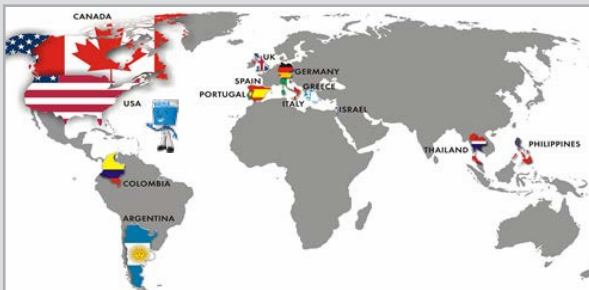 CANADA
UK
GERMANY
SPAIN
GREECE
PORTUGAL
USA
ITALY
ISRAEL
THAILAND
PHILIPPINES
COLOMBIA
ARGENTINA